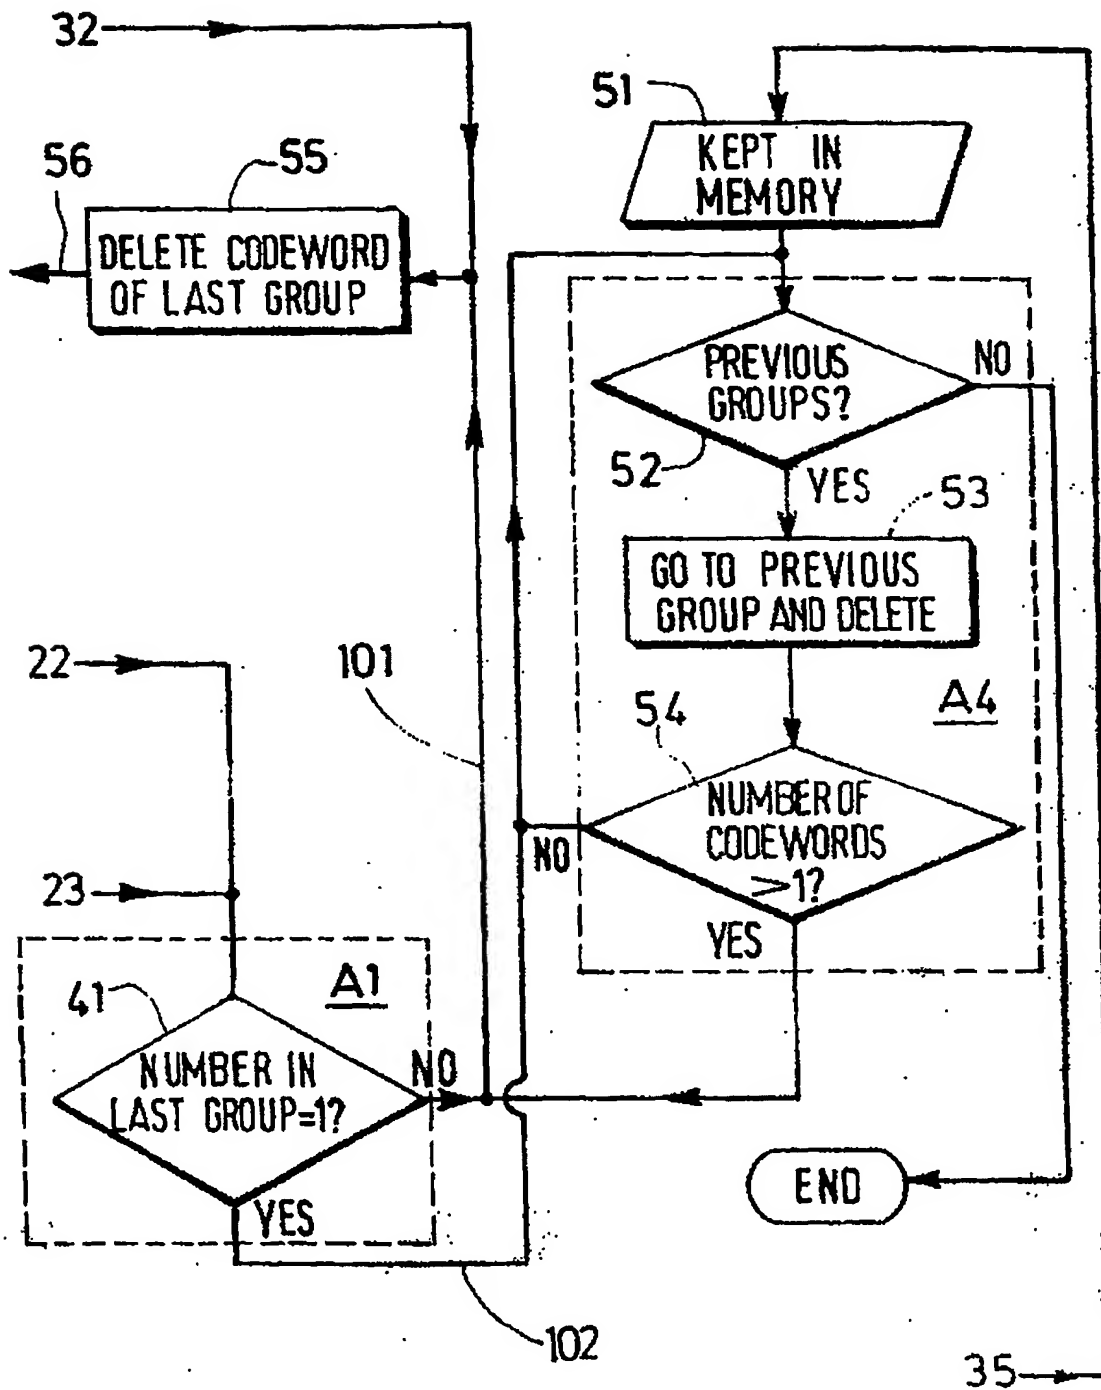 32
51
KEPT IN
MEMORY
56
55
DELETE CODEWORD
OF LAST GROUP
PREVIOUS
GROUPS?
NO
52
YES
53
GO TO PREVIOUS
GROUP AND DELETE
22
101
54
A4
NUMBER OF
CODEWORDS
>1?
NO
YES
23
A1
41
NUMBER IN
LAST GROUP=1?
NO
YES
END
102
35